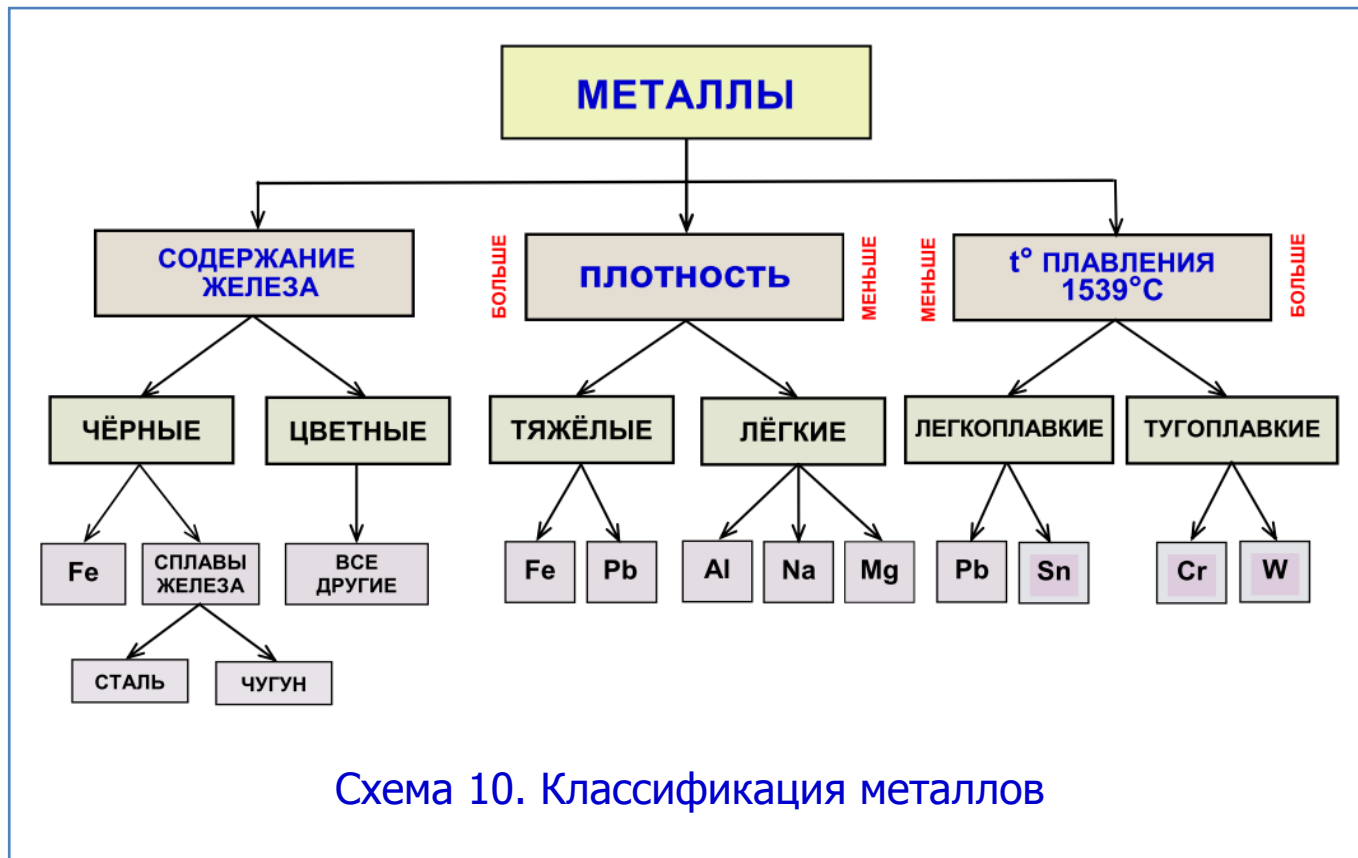 МЕТАЛЛЫ
СОДЕРЖАНИЕ
ЖЕЛЕЗА
БОЛЬШЕ
ПЛОТНОСТЬ
МЕНЬШЕ
МЕНЬШЕ
t° ПЛАВЛЕНИЯ
1539°С
БОЛЬШЕ
ЧЁРНЫЕ
ЦВЕТНЫЕ
ТЯЖЁЛЫЕ
ЛЁГКИЕ
ЛЕГКОПЛАВКИЕ
ТУГОПЛАВКИЕ
Fe
СПЛАВЫ
ЖЕЛЕЗА
ВСЕ
ДРУГИЕ
Fe
Pb
Al
Na
Mg
Pb
Sn
Cr
W
СТАЛЬ
ЧУГУН
Схема 10. Классификация металлов